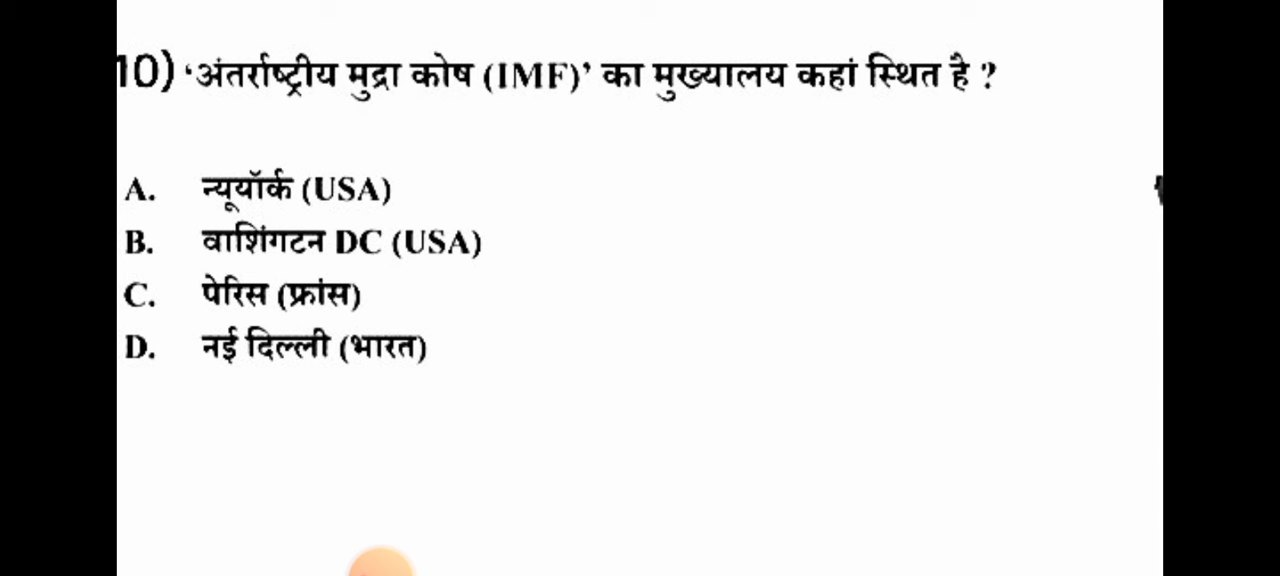 10) ‘अंतर्राष्ट्रीय मुद्रा कोष (IMF)’ का मुख्यालय कहां स्थित है ?
A. न्यूयॉर्क (USA)
B. वाशिंगटन DC (USA)
C. पेरिस (फ्रांस)
D. नई दिल्ली (भारत)